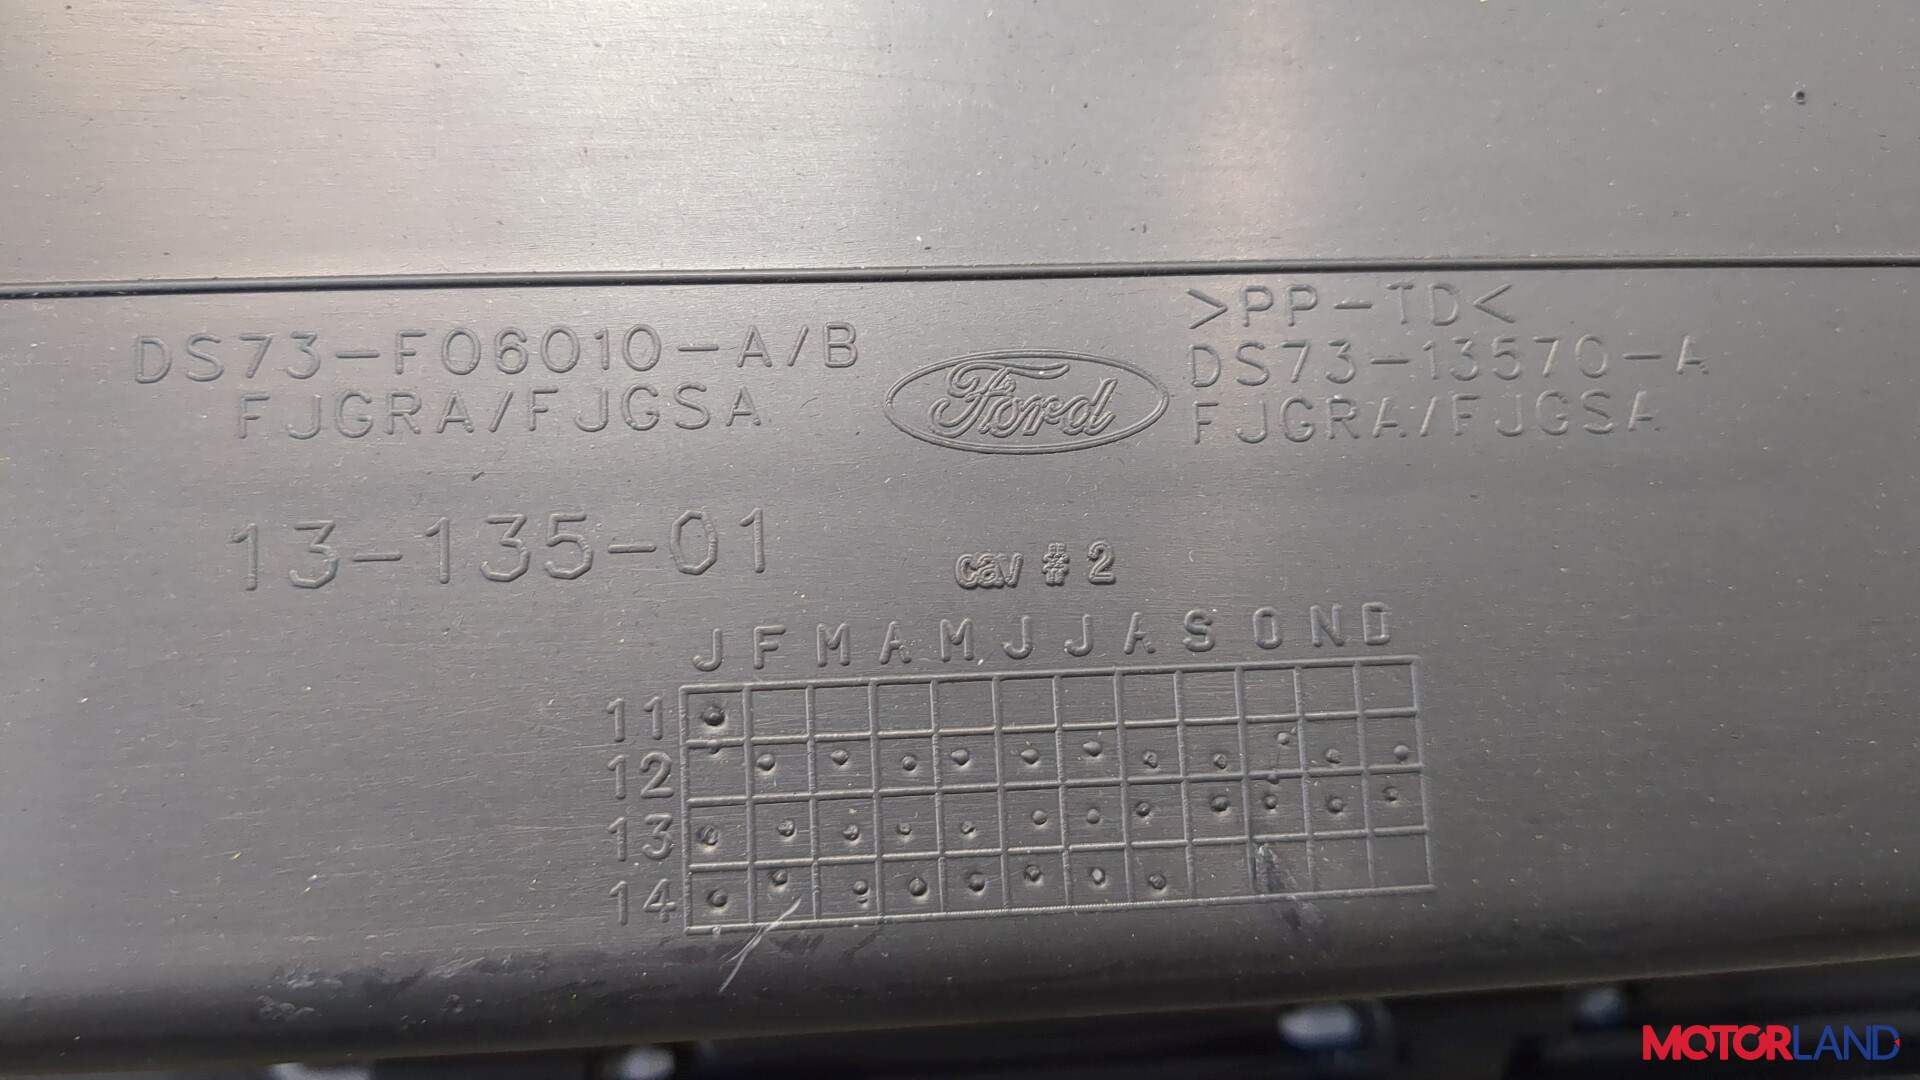 DS73-F06010-A/B
FJGRA/FJGSA
Ford
>PP-TD<
DS73-13570-A
FJGRA/FJGSA
13-135-01
cav #2
J F M A M J J A S O N D
11
12
13
14
MOTORLAND